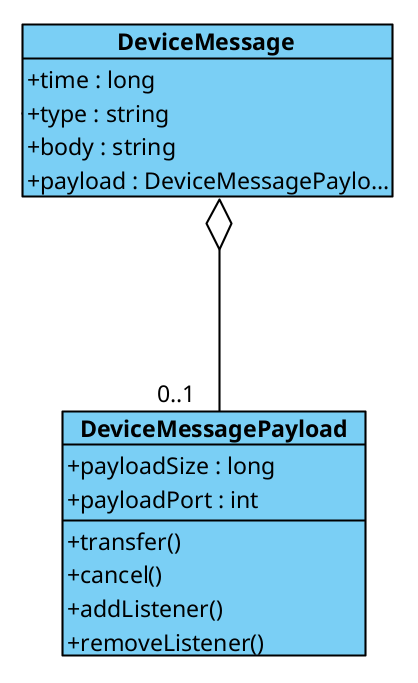 DeviceMessage
+time : long
+type : string
+body : string
+payload : DeviceMessagePaylo...
0..1
DeviceMessagePayload
+payloadSize : long
+payloadPort : int
+transfer()
+cancel()
+addListener()
+removeListener()